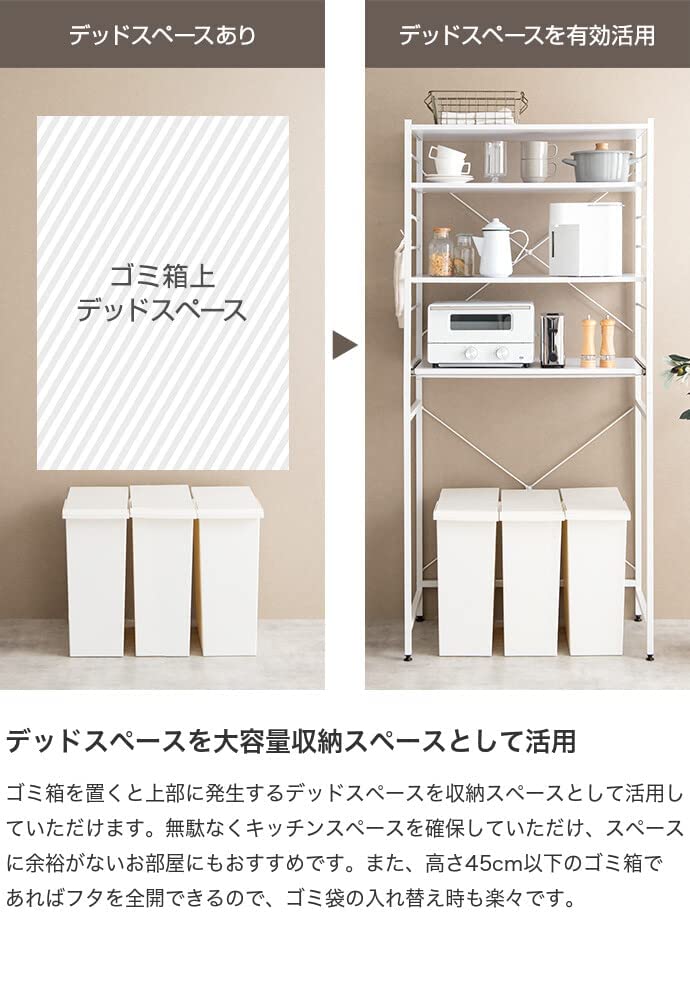 デッドスペースあり
デッドスペースを有効活用
ゴミ箱上
デッドスペース
デッドスペースを大容量収納スペースとして活用
ゴミ箱を置くと上部に発生するデッドスペースを収納スペースとして活用し
ていただけます。無駄なくキッチンスペースを確保していただけ、スペース
に余裕がないお部屋にもおすすめです。また、高さ45cm以下のゴミ箱で
あればフタを全開できるので、ゴミ袋の入れ替え時も楽々です。